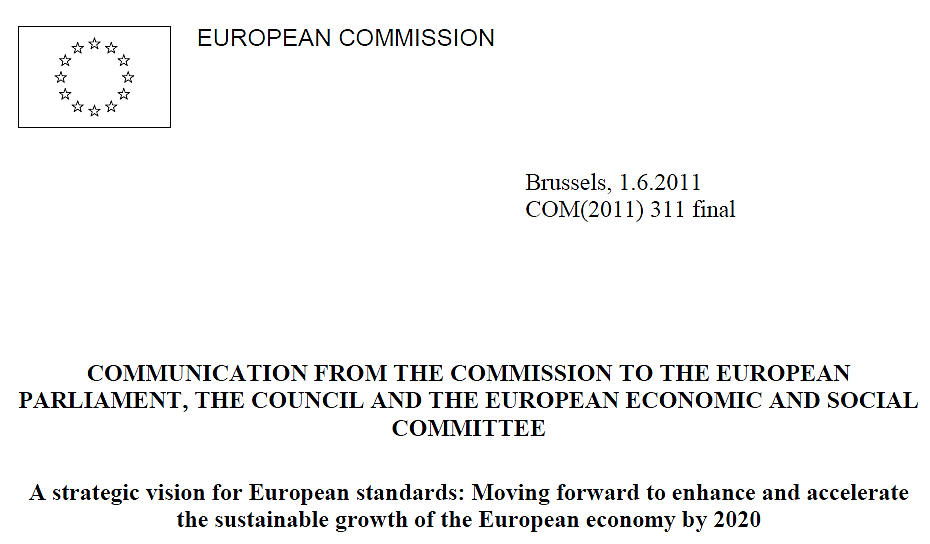 EUROPEAN COMMISSION
Brussels, 1.6.2011
COM(2011) 311 final
COMMUNICATION FROM THE COMMISSION TO THE EUROPEAN
PARLIAMENT, THE COUNCIL AND THE EUROPEAN ECONOMIC AND SOCIAL
COMMITTEE
A strategic vision for European standards: Moving forward to enhance and accelerate
the sustainable growth of the European economy by 2020